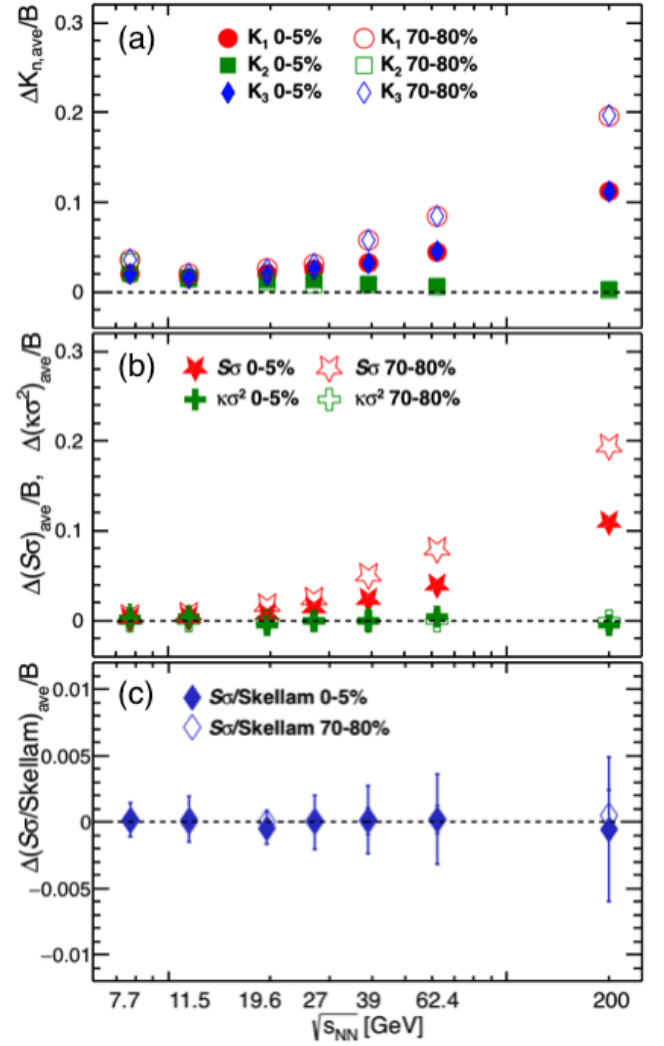 (a)
ΔK_{n,ave}/B
K₁ 0-5% K₁ 70-80%
K₂ 0-5% K₂ 70-80%
K₃ 0-5% K₃ 70-80%
0.3
0.2
0.1
0
(b)
Δ(Sσ)_{ave}/B, Δ(κσ²)_{ave}/B
Sσ 0-5% Sσ 70-80%
κσ² 0-5% κσ² 70-80%
0.3
0.2
0.1
0
(c)
Δ(Sσ/Skellam)_{ave}/B
Sσ/Skellam 0-5%
Sσ/Skellam 70-80%
0.01
0.005
0
−0.005
−0.01
7.7 11.5 19.6 27 39 62.4 200
√s_{NN} [GeV]